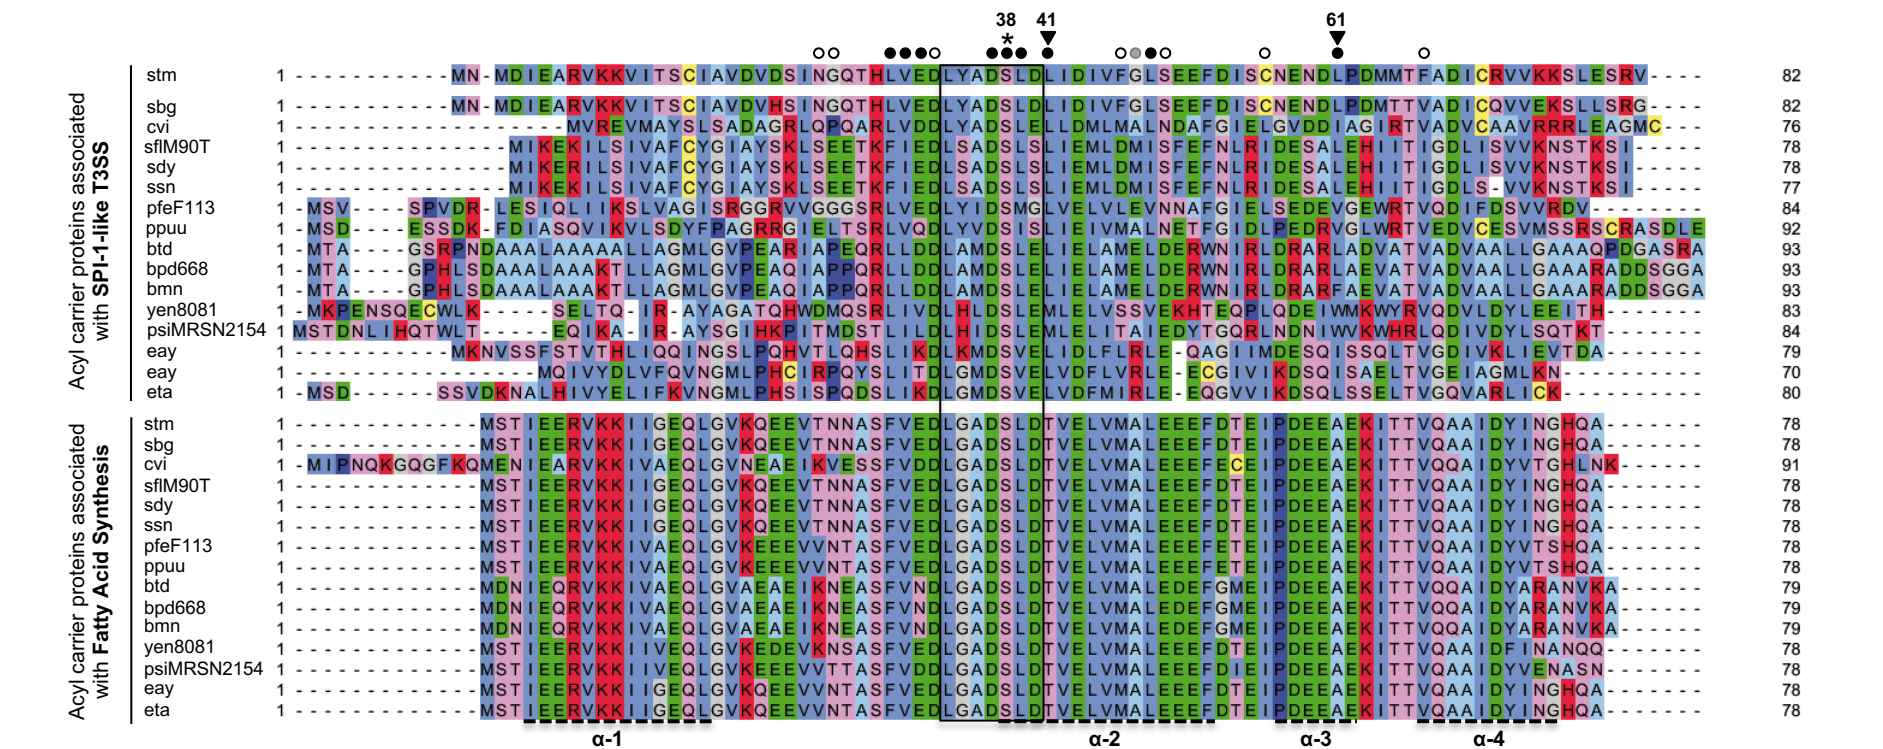 38 41 61
*
stm 1 -----------MN-MDIEARVKKVITSCIAVDVDSINGQTHLVEDLYADSLDLIDIVFGLSEEFDISCNENDLPDMMTFADICRVVKKSLESRV---- 82
sbg 1 -----------MN-MDIEARVKKVITSCIAVDVHSINGQTHLVEDLYADSLDLIDIVFGLSEEFDISCNENDLPDMTTVADICQVVEKSLLSRG---- 82
cvi 1 -------------------MVREVMAYSLSADAGRLQPQARLVDDLYADSLELLDMLMALNDAFGIELGVDDIAGIRTVADVCAAVRRRLEAGMC--- 76
sflM90T 1 ---------------MIKEKILSIVAFCYGIAYSKLSEETKFIEDLSADSLSLIEMLDMISFEFNLRIDESALEHIITIGDLISVVKNSTKSI----- 78
sdy 1 ---------------MIKERILSIVAFCYGIAYSKLSEETKFIEDLSADSLSLIEMLDMISFEFNLRIDESALEHIITIGDLISVVKNSTKSI----- 78
ssn 1 ---------------MIKEKILSIVAFCYGIAYSKLSEETKFIEDLSADSLSLIEMLDMISFEFNLRIDESALEHIITIGDLS-VVKNSTKSI----- 77
pfeF113 1 -MSV----SPVDR-LESIQLIIKSLVAGISRGGRVGGGSRLVEDLYIDSMGLVELVLEVNNAFGIELSEDEVGEWRTVQDIFDSVVRDV-------- 84
ppuu 1 -MSD----ESSDK-FDIASQVIKVLSDYFPAGRRGIELTSRLVQDLYVDSISLIEIVMALNETFGIDLPEDRVGLWRTVEDVCESVMSSRSCRASDLE 92
btd 1 -MTA----GSRPNDAAALAAAAALLAGMLGVPEARIAPEQRLLDDLAMDSLELIELAMELDERWNIRLDRARLADVATVADVAALLGAAAQPDGASRA 93
bpd668 1 -MTA----GPHLSDAAALAAAKTLLAGMLGVPEAQIAPPQRLLDDLAMDSLELIELAMELDERWNIRLDRARLAEVATVADVAALLGAAARADDSGGA 93
bmn 1 -MTA----GPHLSDAAALAAAKTLLAGMLGVPEAQIAPPQRLLDDLAMDSLELIELAMELDERWNIRLDRARFAEVATVADVAALLGAAARADDSGGA 93
yen8081 1 -MKPENSQECWLK-----SELTQ-IR-AYAGATQHWDMQSRLIVDLHLDSLEMLELVSSVEKHTEQPLQDEIWMKWYRVQDVLDYLEEITH------- 83
psiMRSN2154 1 MSTDNLIHQTWLT-----EQIKA-IR-AYSGIHKPITMDSTLILDLHIDSLEMLELITAIEDYTGQRLNDNIWVKWHRLQDIVDYLSQTKT------- 84
eay 1 -----------MKNVSSFSTVTHLIQQINGSLPQHVTLQHSLIKDLKMDSVELIDLFLRLE-QAGIIMDESQISSQLTVGDIVKLIEVTDA------- 79
eay 1 -----------------MQIVYDLVFQVNGMLPHCIRPQYSLITDLGMDSVELVDFLVRLE-ECGIVIKDSQISAELTVGEIAGMLKN---------- 70
eta 1 -MSD------SSVDKNALHIVYELIFKVNGMLPHSISPQDSLIKDLGMDSVELVDFMIRLE-EQGVVIKDSQLSSELTVGQVARLICK---------- 80
Acyl carrier proteins associated
with SPI-1-like T3SS
stm 1 -------------MSTIEERVKKIIGEQLGVKQEEVTNNASFVEDLGADSLDTVELVMALEEEFDTEIPDEEAEKITTVQAAIDYINGHQA------- 78
sbg 1 -------------MSTIEERVKKIIGEQLGVKQEEVTNNASFVEDLGADSLDTVELVMALEEEFDTEIPDEEAEKITTVQAAIDYINGHQA------- 78
cvi 1 -MIPNQKGQGFKQMENIEARVKKIVAEQLGVNEAEIKVESSFVDDLGADSLDTVELVMALEEEFECEIPDEEAEKITTVQQAIDYVTGHLNK------ 91
sflM90T 1 -------------MSTIEERVKKIIGEQLGVKQEEVTNNASFVEDLGADSLDTVELVMALEEEFDTEIPDEEAEKITTVQAAIDYINGHQA------- 78
sdy 1 -------------MSTIEERVKKIIGEQLGVKQEEVTNNASFVEDLGADSLDTVELVMALEEEFDTEIPDEEAEKITTVQAAIDYINGHQA------- 78
ssn 1 -------------MSTIEERVKKIIGEQLGVKQEEVTNNASFVEDLGADSLDTVELVMALEEEFDTEIPDEEAEKITTVQAAIDYINGHQA------- 78
pfeF113 1 -------------MSTIEERVKKIVAEQLGVKEEEVVNTASFVEDLGADSLDTVELVMALEEEFETEIPDEEAEKITTVQAAIDYVTSHQA------- 78
ppuu 1 -------------MSTIEERVKKIVAEQLGVKEEEVVNTASFVEDLGADSLDTVELVMALEEEFETEIPDEEAEKITTVQAAIDYVTSHQA------- 78
btd 1 -------------MDNIEQRVKKIVAEQLGVAEAEIKNEASFVNDLGADSLDTVELVMALEDEFGMEIPDEEAEKITTVQQAIDYARANVKA------ 79
bpd668 1 -------------MDNIEQRVKKIVAEQLGVAEAEIKNEASFVNDLGADSLDTVELVMALEDEFGMEIPDEEAEKITTVQQAIDYARANVKA------ 79
bmn 1 -------------MDNIEQRVKKIVAEQLGVAEAEIKNEASFVNDLGADSLDTVELVMALEDEFGMEIPDEEAEKITTVQQAIDYARANVKA------ 79
yen8081 1 -------------MSTIEERVKKIIVEQLGVKEDEVKNSASFVEDLGADSLDTVELVMALEEEFDTEIPDEEAEKITTVQAAIDFINANQQ------- 78
psiMRSN2154 1 -------------MSTIEERVKKIIVEQLGVKEEEVTTTASFVDDLGADSLDTVELVMALEEEFDIEIPDEEAEKITTVQAAIDYVENASN------- 78
eay 1 -------------MSTIEERVKKIIGEQLGVKQEEVVNTASFVEDLGADSLDTVELVMALEEEFDTEIPDEEAEKITTVQAAIDYINGHQA------- 78
eta 1 -------------MSTIEERVKKIIGEQLGVKQEEVVNTASFVEDLGADSLDTVELVMALEEEFDTEIPDEEAEKITTVQAAIDYINGHQA------- 78
Acyl carrier proteins associated
with Fatty Acid Synthesis
α-1 α-2 α-3 α-4